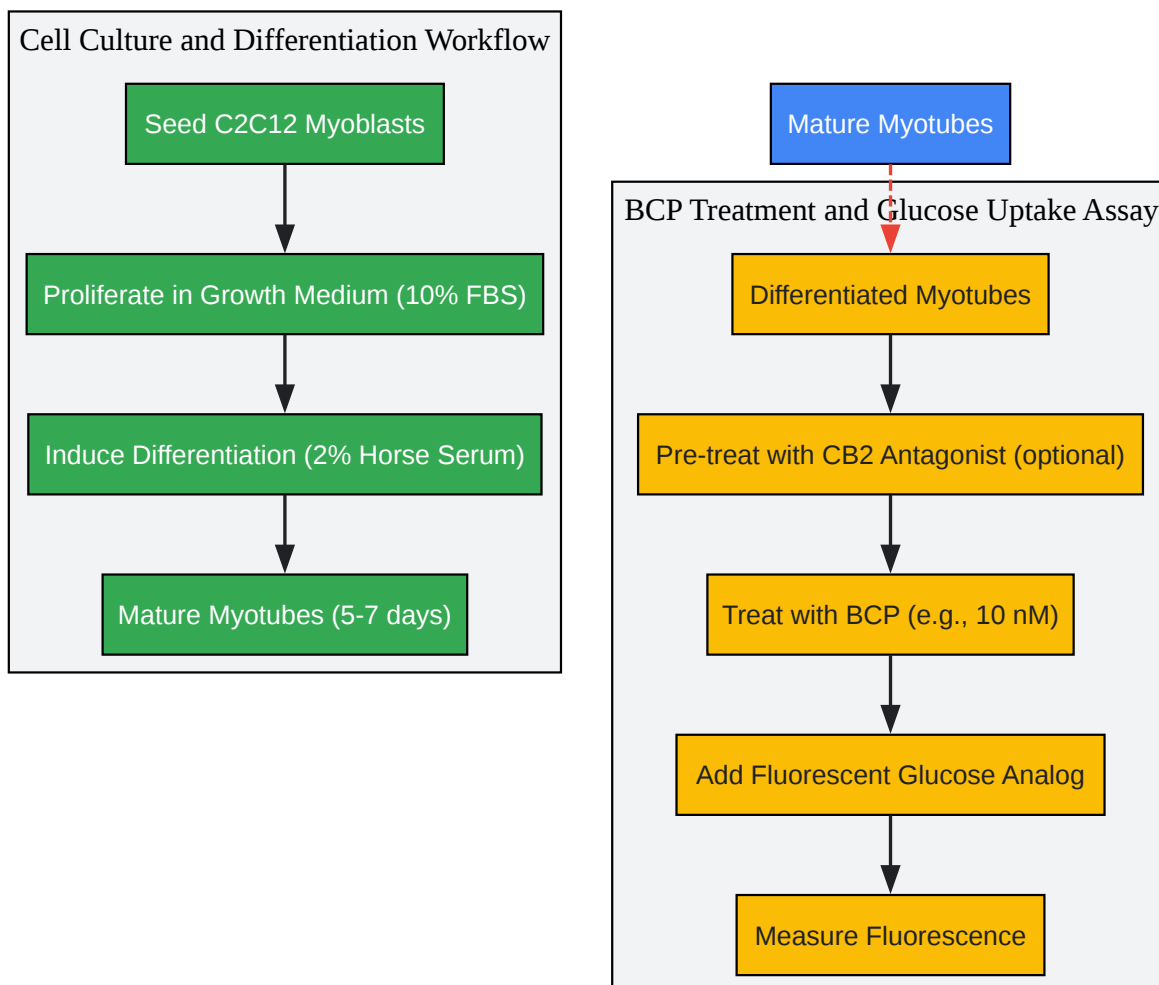 Cell Culture and Differentiation Workflow
Seed C2C12 Myoblasts
Proliferate in Growth Medium (10% FBS)
Induce Differentiation (2% Horse Serum)
Mature Myotubes (5-7 days)
Mature Myotubes
BCP Treatment and Glucose Uptake Assay
Differentiated Myotubes
Pre-treat with CB2 Antagonist (optional)
Treat with BCP (e.g., 10 nM)
Add Fluorescent Glucose Analog
Measure Fluorescence